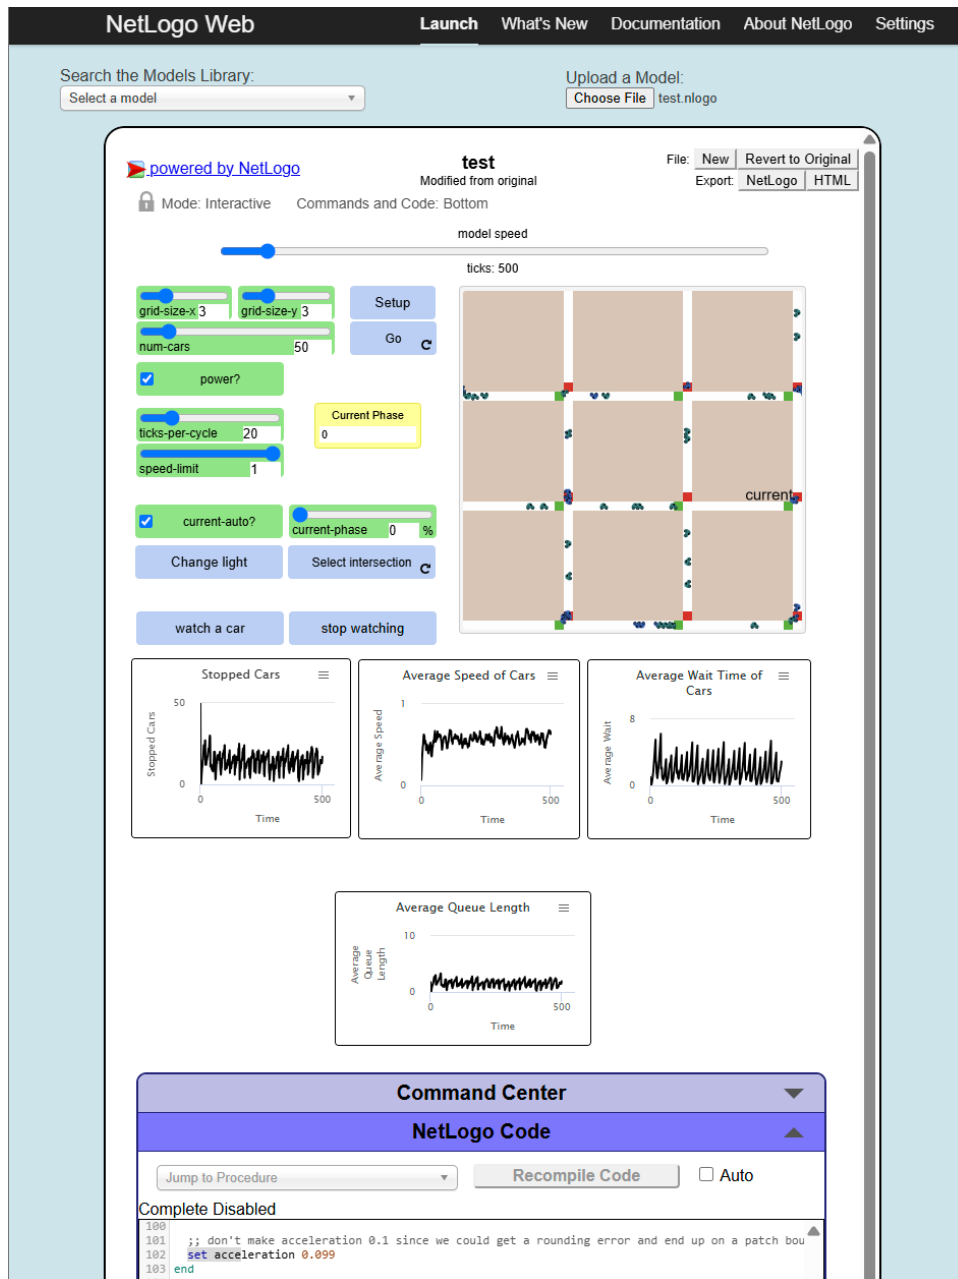 NetLogo Web Launch What's New Documentation About NetLogo Settings
Search the Models Library: Upload a Model:
Select a model Choose File test.nlogo
powered by NetLogo test File: New Revert to Original
Modified from original Export: NetLogo HTML
Mode: Interactive Commands and Code: Bottom
model speed
ticks: 500
grid-size-x 3 grid-size-y 3 Setup
num-cars 50 Go
power?
Current Phase
ticks-per-cycle 20 0
speed-limit 1
current
current-auto? current-phase 0 %
Change light Select intersection
watch a car stop watching
Stopped Cars
Stopped Cars
50
0
0 500
Time
Average Speed of Cars
Average Speed
1
0
0 500
Time
Average Wait Time of
Cars
Average Wait
8
0
0 500
Time
Average Queue Length
Average
Queue
Length
10
0
0 500
Time
Command Center
NetLogo Code
Jump to Procedure Recompile Code Auto
Complete Disabled
100
101 ;; don't make acceleration 0.1 since we could get a rounding error and end up on a patch bou
102 set acceleration 0.099
103 end